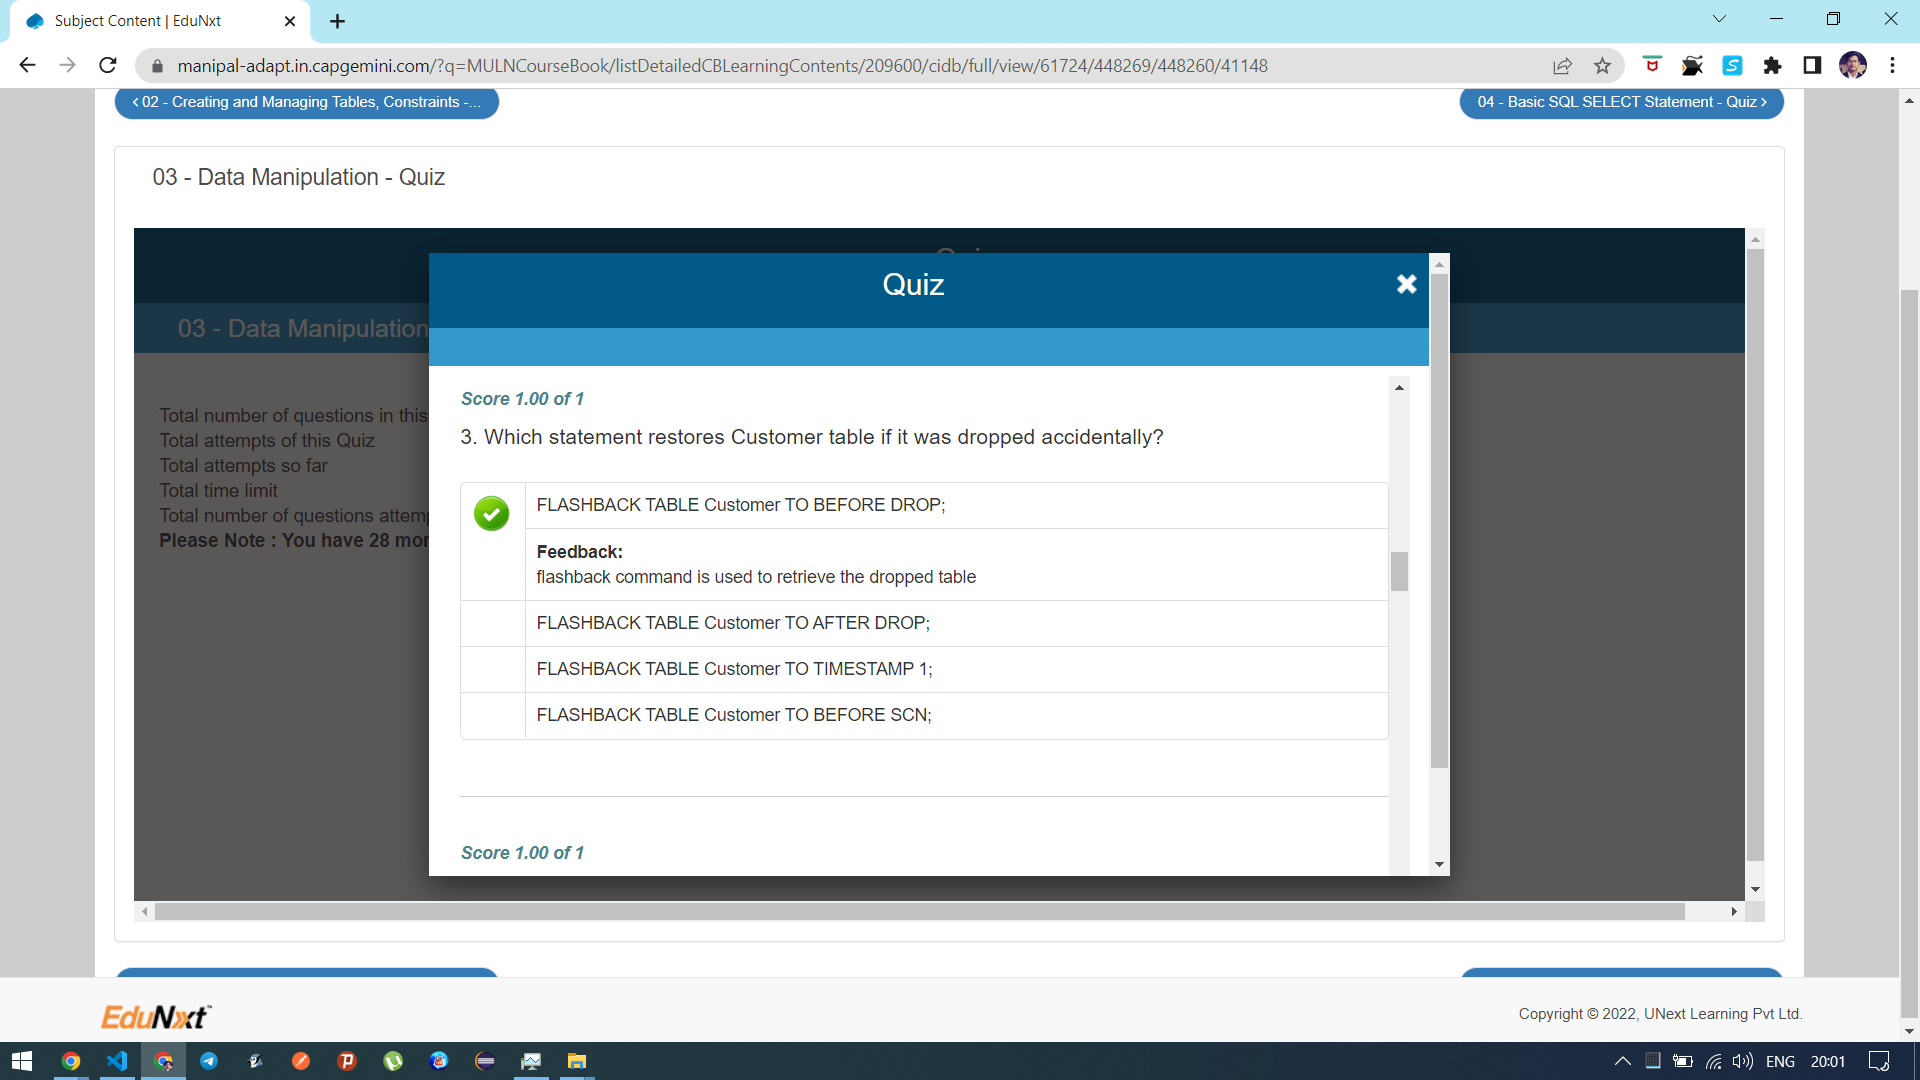 Subject Content | EduNxt
manipal-adapt.in.capgemini.com/?q=MULNCourseBook/listDetailedCBLearningContents/209600/cidb/full/view/61724/448269/448260/41148
02 - Creating and Managing Tables, Constraints -...
04 - Basic SQL SELECT Statement - Quiz
03 - Data Manipulation - Quiz
Quiz
03 - Data Manipulation
Total number of questions in this
Total attempts of this Quiz
Total attempts so far
Total time limit
Total number of questions attem
Please Note : You have 28 mor
Score 1.00 of 1
3. Which statement restores Customer table if it was dropped accidentally?
FLASHBACK TABLE Customer TO BEFORE DROP;
Feedback:
flashback command is used to retrieve the dropped table
FLASHBACK TABLE Customer TO AFTER DROP;
FLASHBACK TABLE Customer TO TIMESTAMP 1;
FLASHBACK TABLE Customer TO BEFORE SCN;
Score 1.00 of 1
EduNxt
Copyright © 2022, UNext Learning Pvt Ltd.
ENG 20:01